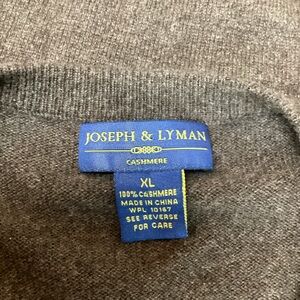 JOSEPH & LYMAN
CASHMERE
XL
100% CASHMERE
MADE IN CHINA
WPL 10167
SEE REVERSE
FOR CARE